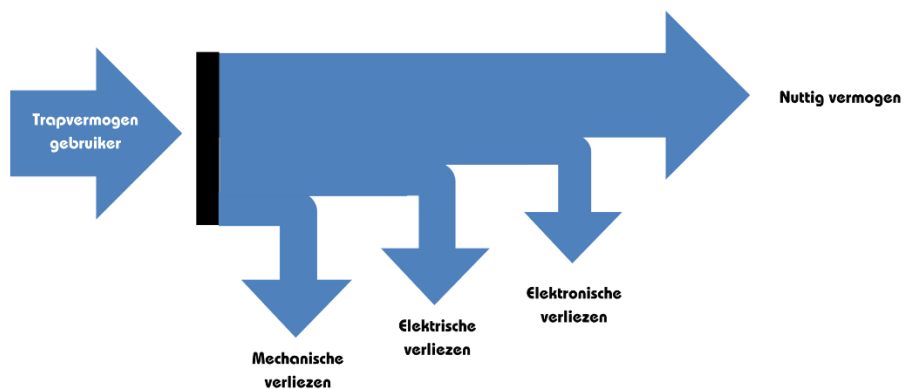 Trapvermogen
gebruiker
Nuttig vermogen
Mechanische
verliezen
Elektrische
verliezen
Elektronische
verliezen